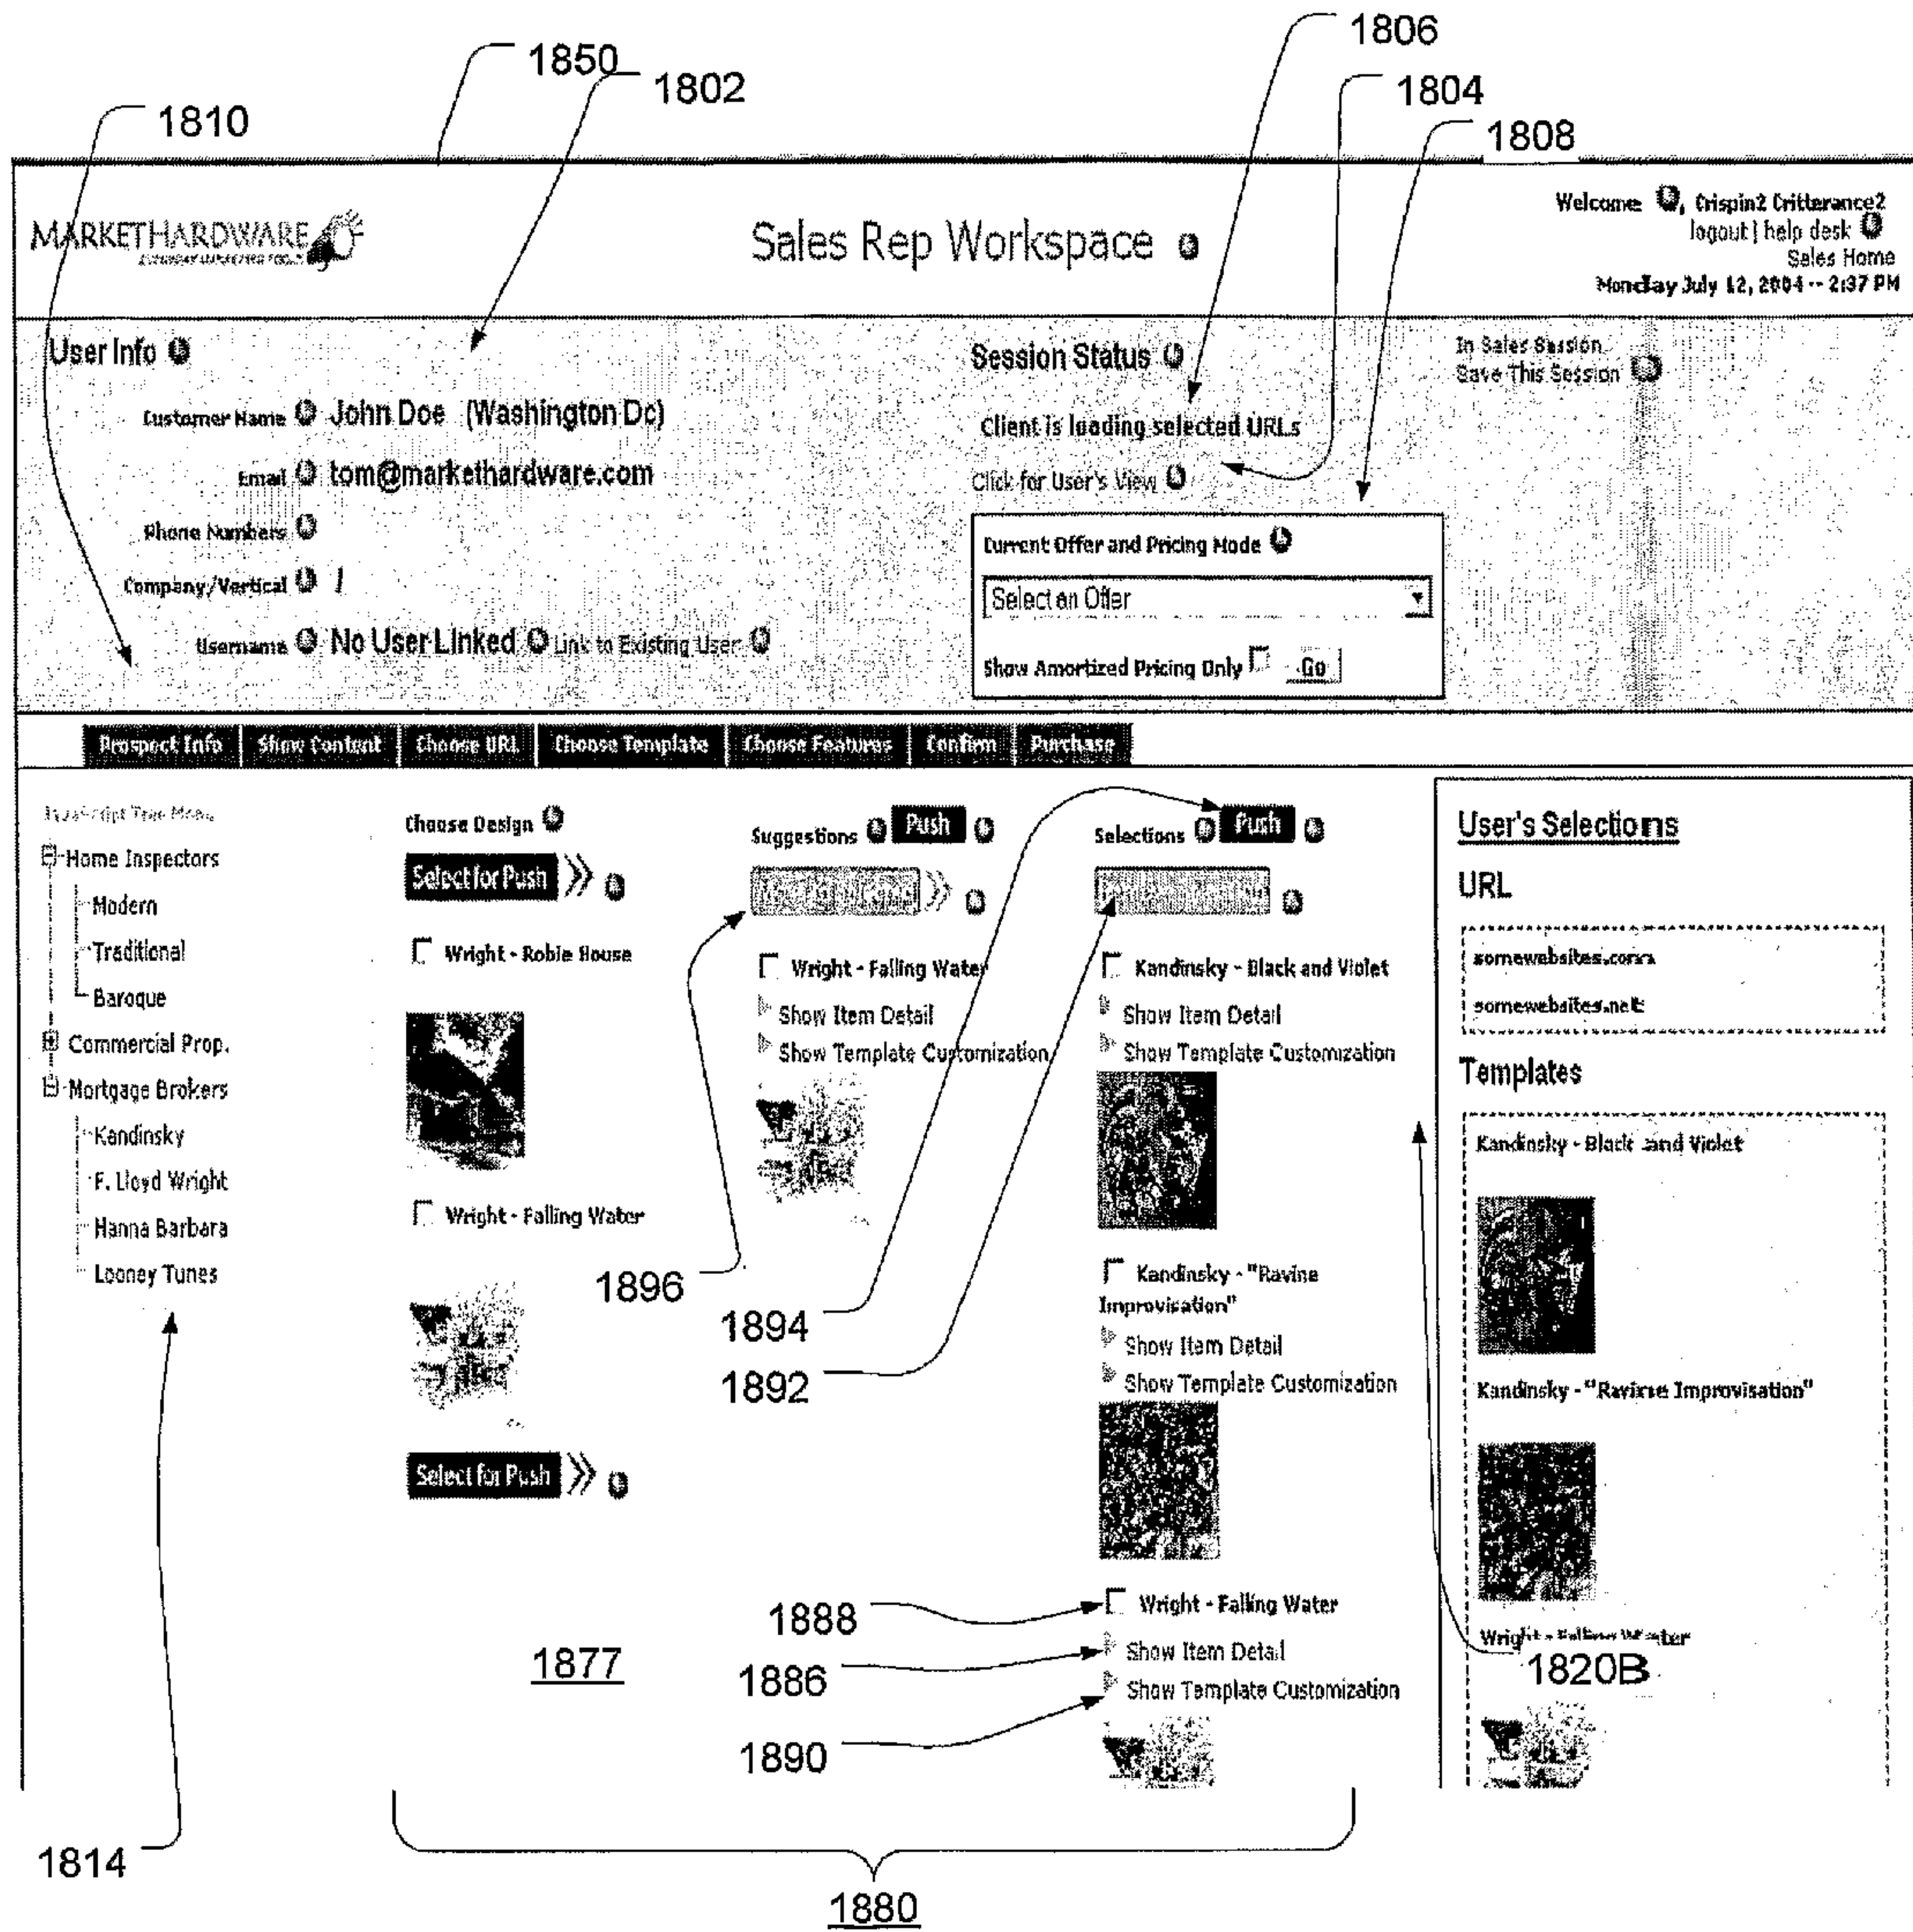 1806
1850
1802
1804
1810
1808
MARKETHARDWARE
Sales Rep Workspace
Welcome , Crispin2 Critterance2
logout | help desk
Sales Home
Monday July 12, 2004 -- 2:37 PM
User Info
Customer Name John Doe (Washington Dc)
Email tom@markethardware.com
Phone Numbers
Company/Vertical /
Username No User Linked Link to Existing User
Session Status
Client is loading selected URLs
Click for User's View
Current Offer and Pricing Mode
Select an Offer
Show Amortized Pricing Only Go
In Sales Session
Save This Session
Prospect Info Show Content Choose URL Choose Template Choose Features Confirm Purchase
JavaScript Tree Menu
Home Inspectors
Modern
Traditional
Baroque
Commercial Prop.
Mortgage Brokers
Kandinsky
F. Lloyd Wright
Hanna Barbara
Looney Tunes
1814
Choose Design
Select for Push
Wright - Robie House
Wright - Falling Water
Select for Push
1877
Suggestions Push
Wright - Falling Water
Show Item Detail
Show Template Customization
1896
1894
1892
1888
1886
1890
Selections Push
Kandinsky - Black and Violet
Show Item Detail
Show Template Customization
Kandinsky - "Ravine
Improvisation"
Show Item Detail
Show Template Customization
Wright - Falling Water
Show Item Detail
Show Template Customization
User's Selections
URL
somewebsites.com
somewebsites.net
Templates
Kandinsky - Black and Violet
Kandinsky - "Ravine Improvisation"
Wright - Falling Water
1820B
1880